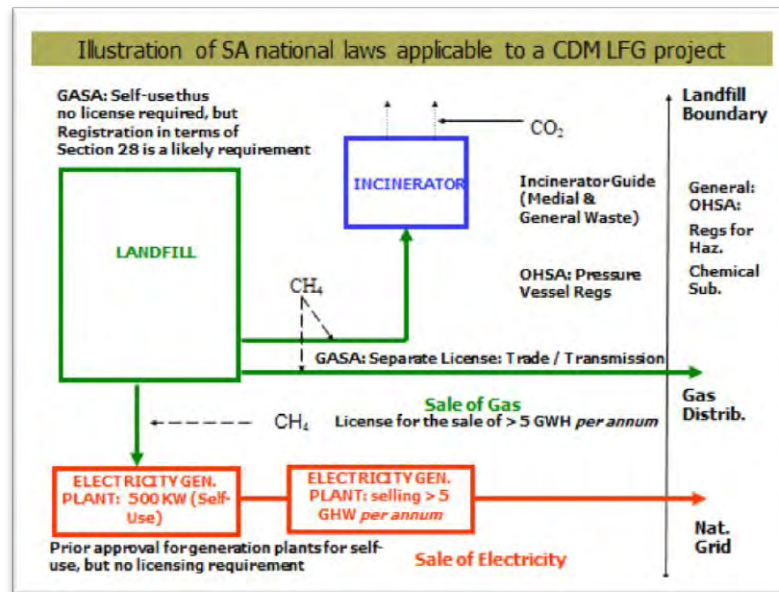 Illustration of SA national laws applicable to a CDM LFG project
GASA: Self-use thus
no license required, but
Registration in terms of
Section 28 is a likely requirement
CO2
Landfill
Boundary
INCINERATOR
Incinerator Guide
(Medial &
General Waste)
General:
OHSA:
Regs for
Haz.
Chemical
Sub.
LANDFILL
CH4
OHSA: Pressure
Vessel Regs
GASA: Separate License: Trade / Transmission
Sale of Gas
Gas
Distrib.
CH4
License for the sale of > 5 GWH per annum
ELECTRICITY GEN.
PLANT: 500 KW (Self-
Use)
ELECTRICITY GEN.
PLANT: selling > 5
GHW per annum
Nat.
Grid
Prior approval for generation plants for self-
use, but no licensing requirement
Sale of Electricity